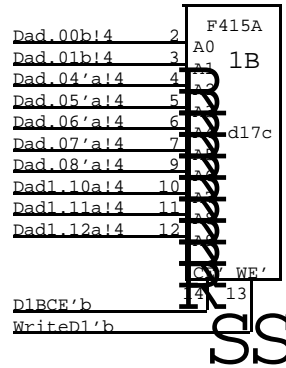 F415A
Dad.00b!4 2 A0 1B
Dad.01b!4 3 A1
Dad.04'a!4 4
Dad.05'a!4 5
Dad.06'a!4 6 d17c
Dad.07'a!4 7
Dad.08'a!4 9
Dad1.10a!4 10
Dad1.11a!4 11
Dad1.12a!4 12
WE'
14 13
D1BCE'b
WriteD1'b
SS